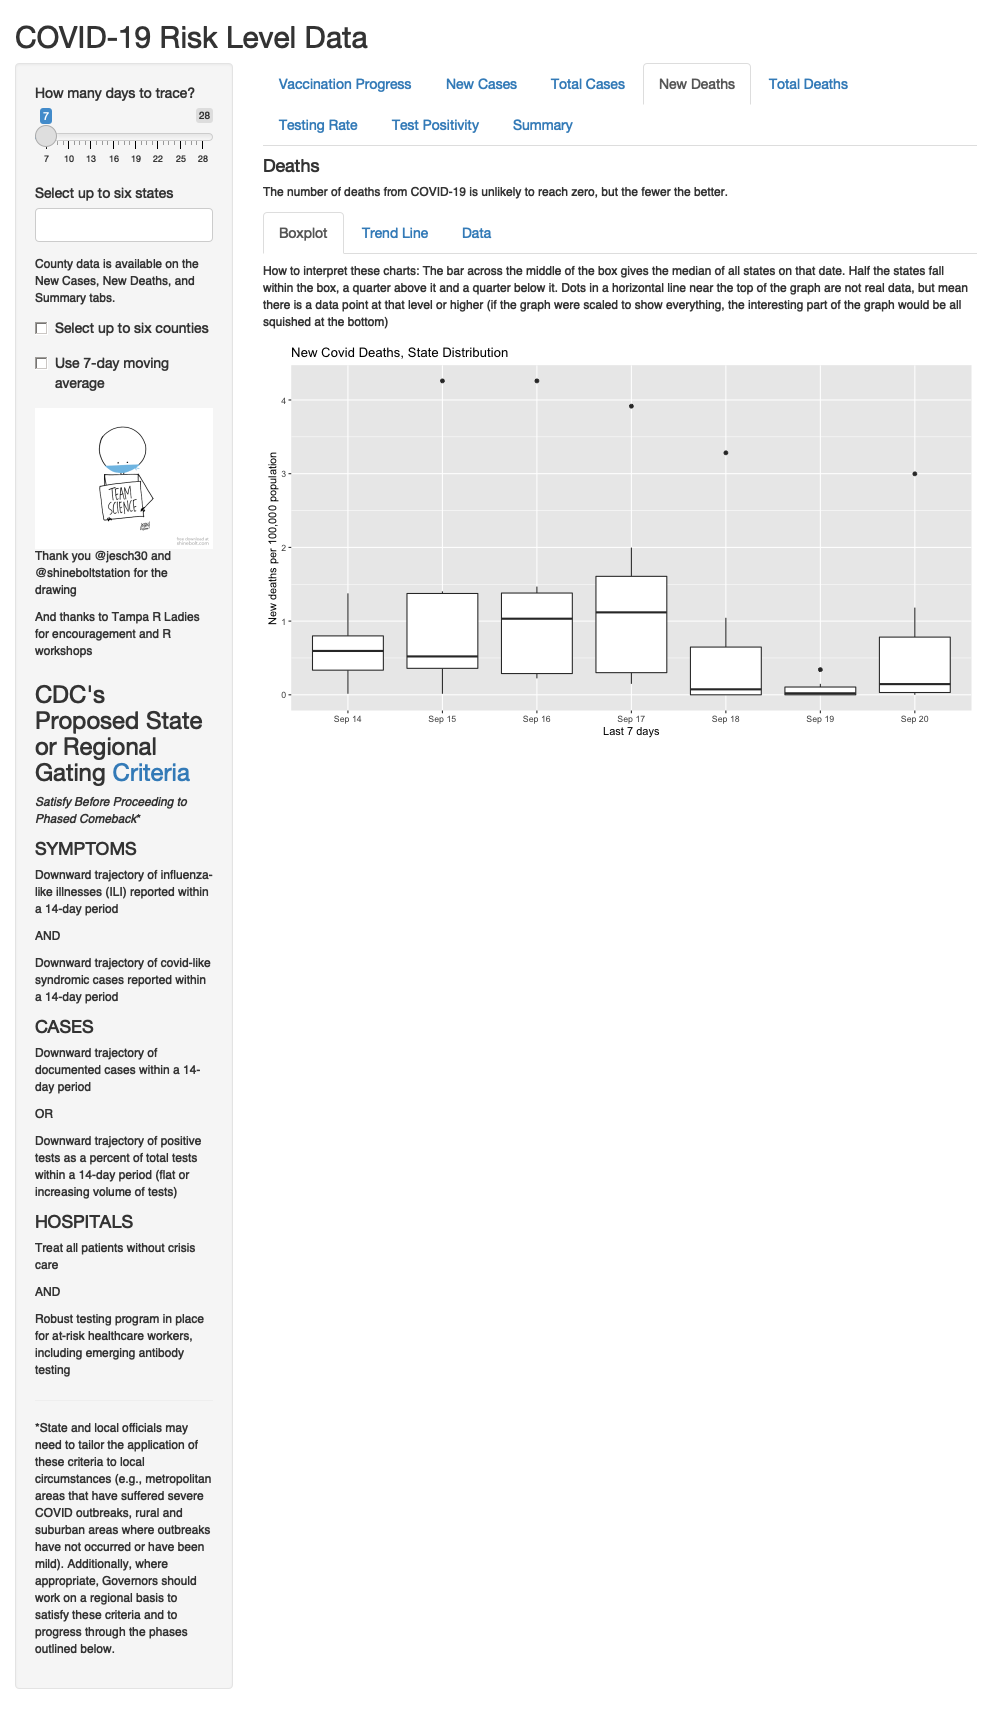 COVID-19 Risk Level Data
How many days to trace?
7
28
7 10 13 16 19 22 25 28
Select up to six states
County data is available on the
New Cases, New Deaths, and
Summary tabs.
Select up to six counties
Use 7-day moving
average
TEAM
SCIENCE
free download at
shinebolt.com
Thank you @jesch30 and
@shineboltstation for the
drawing
And thanks to Tampa R Ladies
for encouragement and R
workshops
CDC's
Proposed State
or Regional
Gating Criteria
Satisfy Before Proceeding to
Phased Comeback*
SYMPTOMS
Downward trajectory of influenza-
like illnesses (ILI) reported within
a 14-day period
AND
Downward trajectory of covid-like
syndromic cases reported within
a 14-day period
CASES
Downward trajectory of
documented cases within a 14-
day period
OR
Downward trajectory of positive
tests as a percent of total tests
within a 14-day period (flat or
increasing volume of tests)
HOSPITALS
Treat all patients without crisis
care
AND
Robust testing program in place
for at-risk healthcare workers,
including emerging antibody
testing
*State and local officials may
need to tailor the application of
these criteria to local
circumstances (e.g., metropolitan
areas that have suffered severe
COVID outbreaks, rural and
suburban areas where outbreaks
have not occurred or have been
mild). Additionally, where
appropriate, Governors should
work on a regional basis to
satisfy these criteria and to
progress through the phases
outlined below.
Vaccination Progress New Cases Total Cases New Deaths Total Deaths
Testing Rate Test Positivity Summary
Deaths
The number of deaths from COVID-19 is unlikely to reach zero, but the fewer the better.
Boxplot Trend Line Data
How to interpret these charts: The bar across the middle of the box gives the median of all states on that date. Half the states fall
within the box, a quarter above it and a quarter below it. Dots in a horizontal line near the top of the graph are not real data, but mean
there is a data point at that level or higher (if the graph were scaled to show everything, the interesting part of the graph would be all
squished at the bottom)
New Covid Deaths, State Distribution
New deaths per 100,000 population
4
3
2
1
0
Sep 14 Sep 15 Sep 16 Sep 17 Sep 18 Sep 19 Sep 20
Last 7 days